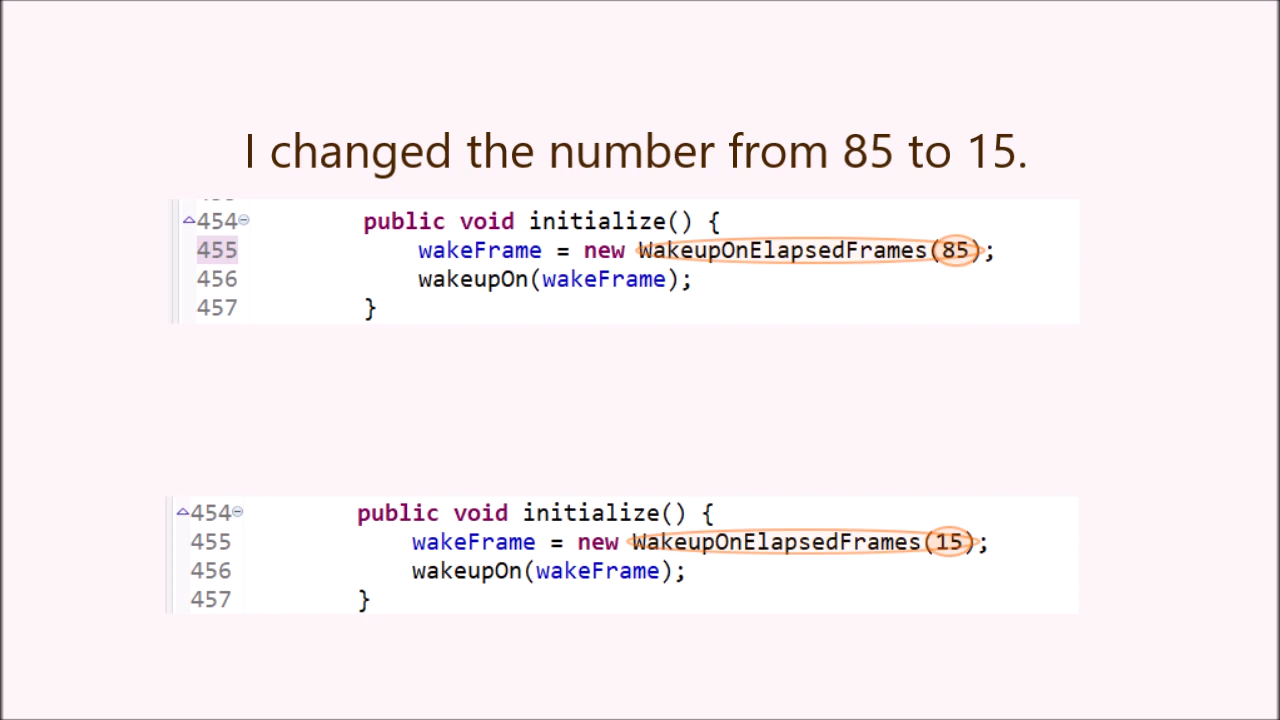 I changed the number from 85 to 15.
454 public void initialize() {
455 wakeFrame = new WakeupOnElapsedFrames(85);
456 wakeupOn(wakeFrame);
457 }
454 public void initialize() {
455 wakeFrame = new WakeupOnElapsedFrames(15);
456 wakeupOn(wakeFrame);
457 }